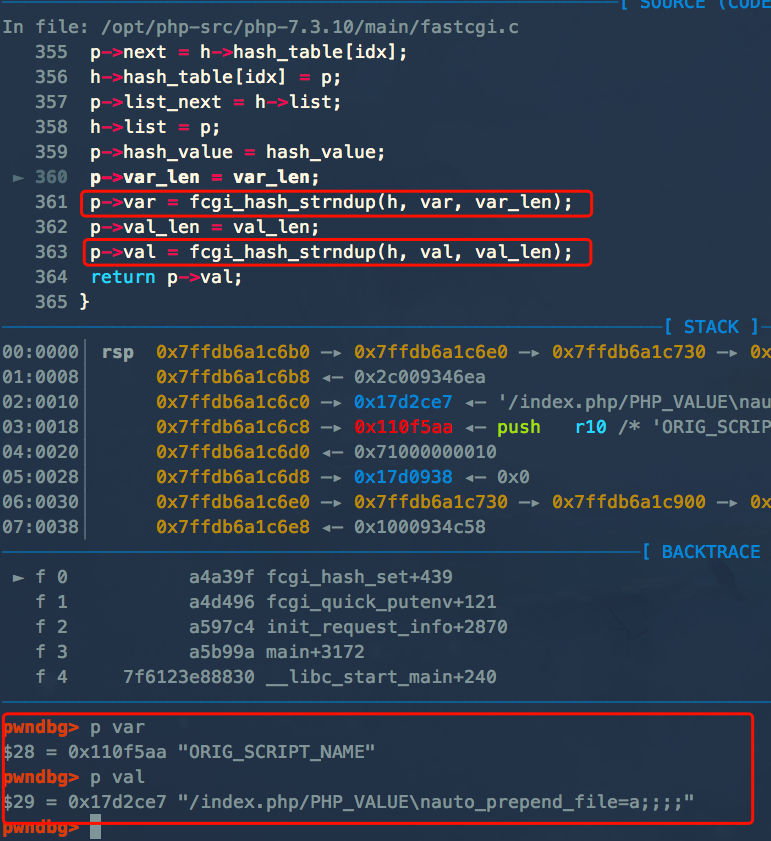 [ SOURCE (CODE
In file: /opt/php-src/php-7.3.10/main/fastcgi.c
355 p->next = h->hash_table[idx];
356 h->hash_table[idx] = p;
357 p->list_next = h->list;
358 h->list = p;
359 p->hash_value = hash_value;
► 360 p->var_len = var_len;
361 p->var = fcgi_hash_strndup(h, var, var_len);
362 p->val_len = val_len;
363 p->val = fcgi_hash_strndup(h, val, val_len);
364 return p->val;
365 }
[ STACK ]
00:0000│ rsp 0x7ffdb6a1c6b0 —► 0x7ffdb6a1c6e0 —► 0x7ffdb6a1c730 —► 0x
01:0008│ 0x7ffdb6a1c6b8 ◄— 0x2c009346ea
02:0010│ 0x7ffdb6a1c6c0 —► 0x17d2ce7 ◄— '/index.php/PHP_VALUE\nau
03:0018│ 0x7ffdb6a1c6c8 —► 0x110f5aa ◄— push r10 /* 'ORIG_SCRIP
04:0020│ 0x7ffdb6a1c6d0 ◄— 0x71000000010
05:0028│ 0x7ffdb6a1c6d8 —► 0x17d0938 ◄— 0x0
06:0030│ 0x7ffdb6a1c6e0 —► 0x7ffdb6a1c730 —► 0x7ffdb6a1c900 —► 0x
07:0038│ 0x7ffdb6a1c6e8 ◄— 0x1000934c58
[ BACKTRACE
► f 0 a4a39f fcgi_hash_set+439
f 1 a4d496 fcgi_quick_putenv+121
f 2 a597c4 init_request_info+2870
f 3 a5b99a main+3172
f 4 7f6123e88830 __libc_start_main+240
pwndbg> p var
$28 = 0x110f5aa "ORIG_SCRIPT_NAME"
pwndbg> p val
$29 = 0x17d2ce7 "/index.php/PHP_VALUE\nauto_prepend_file=a;;;;"
pwndbg>